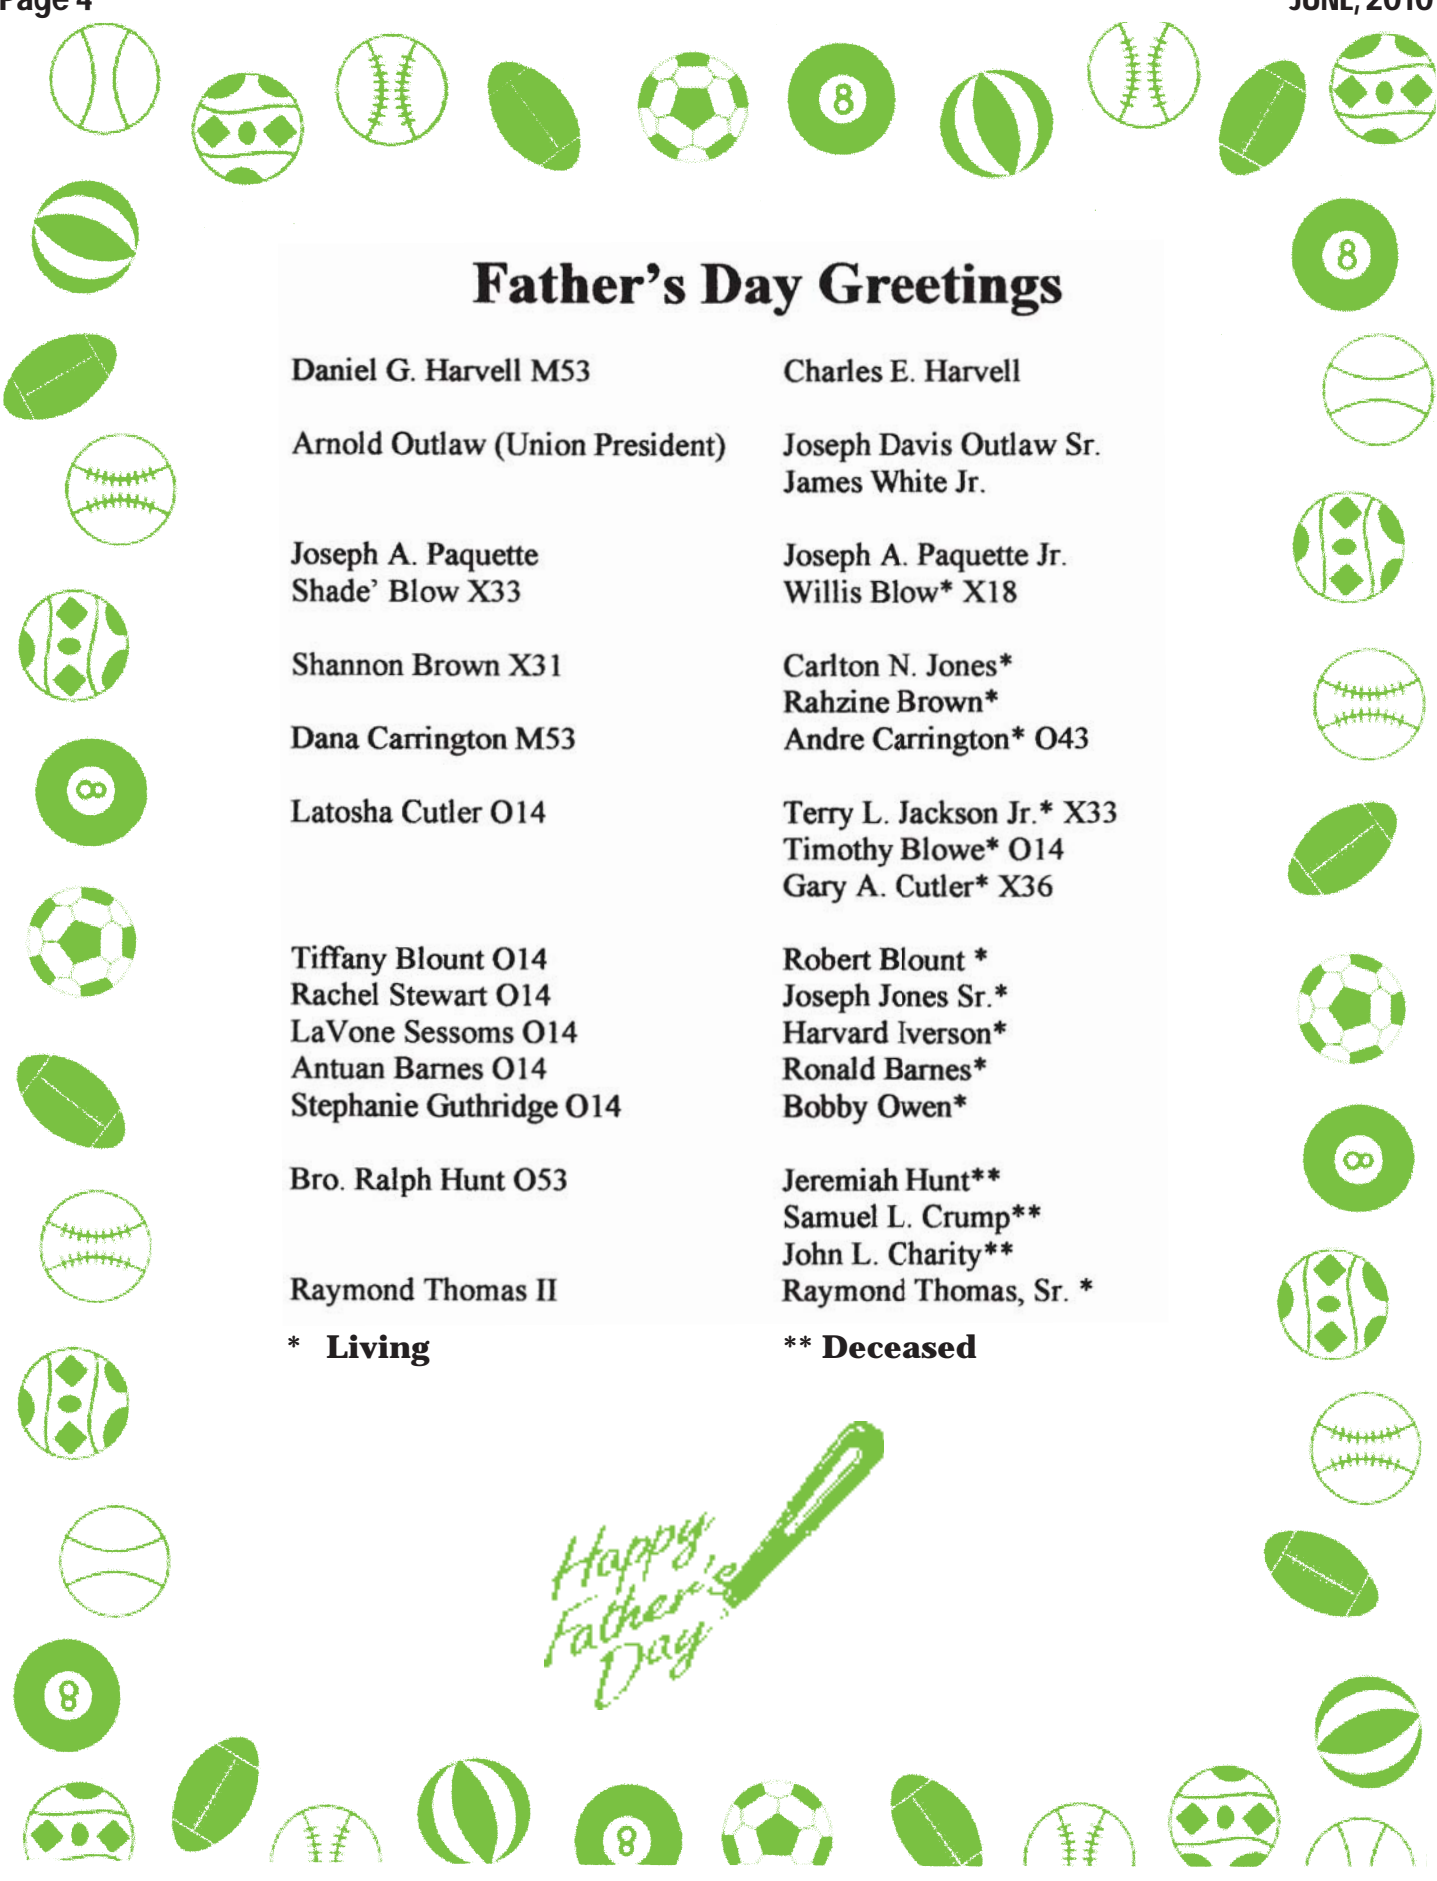 Page 4 JUNE, 2010
Father's Day Greetings
Daniel G. Harvell M53 Charles E. Harvell
Arnold Outlaw (Union President) Joseph Davis Outlaw Sr.
James White Jr.
Joseph A. Paquette Joseph A. Paquette Jr.
Shade' Blow X33 Willis Blow* X18
Shannon Brown X31 Carlton N. Jones*
Rahzine Brown*
Dana Carrington M53 Andre Carrington* O43
Latosha Cutler O14 Terry L. Jackson Jr.* X33
Timothy Blowe* O14
Gary A. Cutler* X36
Tiffany Blount O14 Robert Blount *
Rachel Stewart O14 Joseph Jones Sr.*
LaVone Sessoms O14 Harvard Iverson*
Antuan Barnes O14 Ronald Barnes*
Stephanie Guthridge O14 Bobby Owen*
Bro. Ralph Hunt O53 Jeremiah Hunt**
Samuel L. Crump**
John L. Charity**
Raymond Thomas II Raymond Thomas, Sr. *
* Living ** Deceased
Happy
Father's
Day
8
8
8
8
8
8